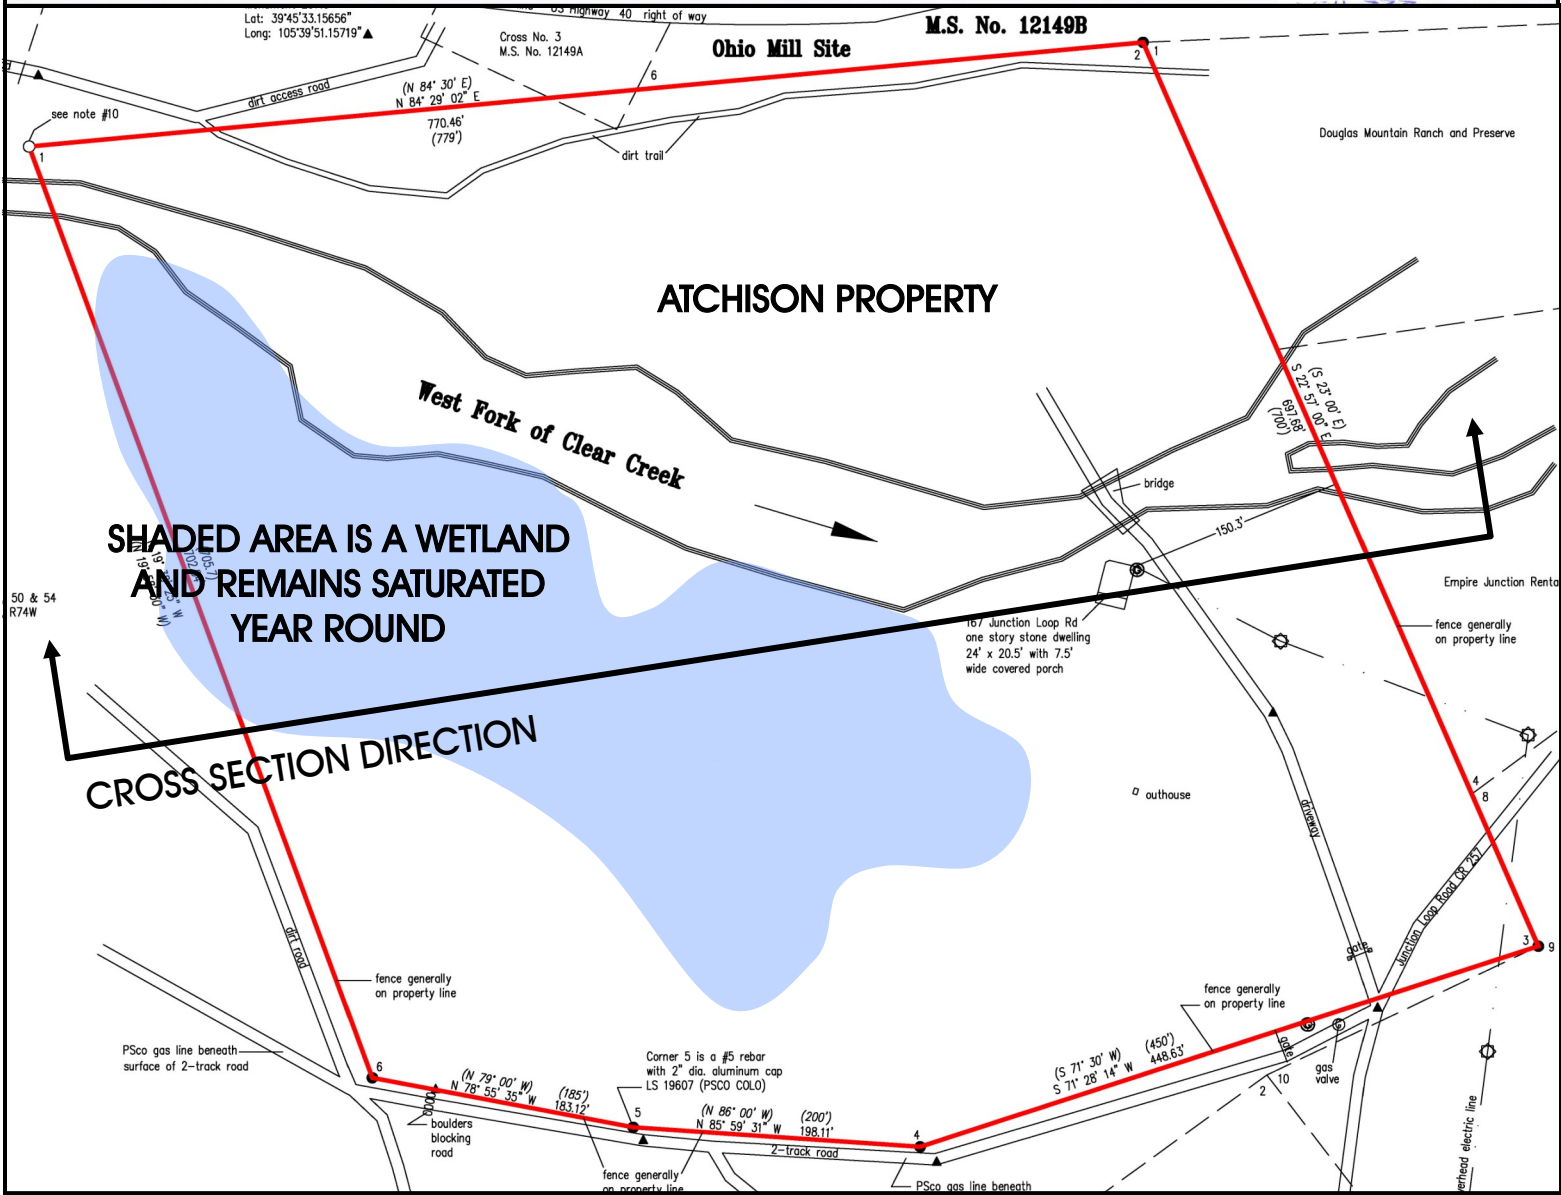 US Highway 40 right of way
Lat: 39°45'33.15656"
Long: 105°39'51.15719"
Cross No. 3
M.S. No. 12149A
Ohio Mill Site
M.S. No. 12149B
2
1
6
dirt access road
(N 84° 30' E)
N 84° 29' 02" E
770.46'
(779')
see note #10
1
dirt trail
Douglas Mountain Ranch and Preserve
ATCHISON PROPERTY
West Fork of Clear Creek
(S 23° 00' E)
S 22° 57' 00" E
697.68'
(700')
bridge
150.3'
SHADED AREA IS A WETLAND
AND REMAINS SATURATED
YEAR ROUND
50 & 54
R74W
Empire Junction Renta
167 Junction Loop Rd
one story stone dwelling
24' x 20.5' with 7.5'
wide covered porch
fence generally
on property line
CROSS SECTION DIRECTION
outhouse
driveway
4
8
Junction Loop Road CR 257
gate
3
9
dirt road
fence generally
on property line
fence generally
on property line
PSco gas line beneath
surface of 2-track road
6
(N 79° 00' W)
N 78° 55' 35" W
(185')
183.12'
Corner 5 is a #5 rebar
with 2" dia. aluminum cap
LS 19607 (PSCO COLO)
5
(N 86° 00' W)
N 85° 59' 31" W
(200')
198.11'
4
(S 71° 30' W)
S 71° 28' 14" W
(450')
448.63'
gate
gas
valve
10
2
boulders
blocking
road
2-track road
fence generally
on property line
PSco gas line beneath
overhead electric line